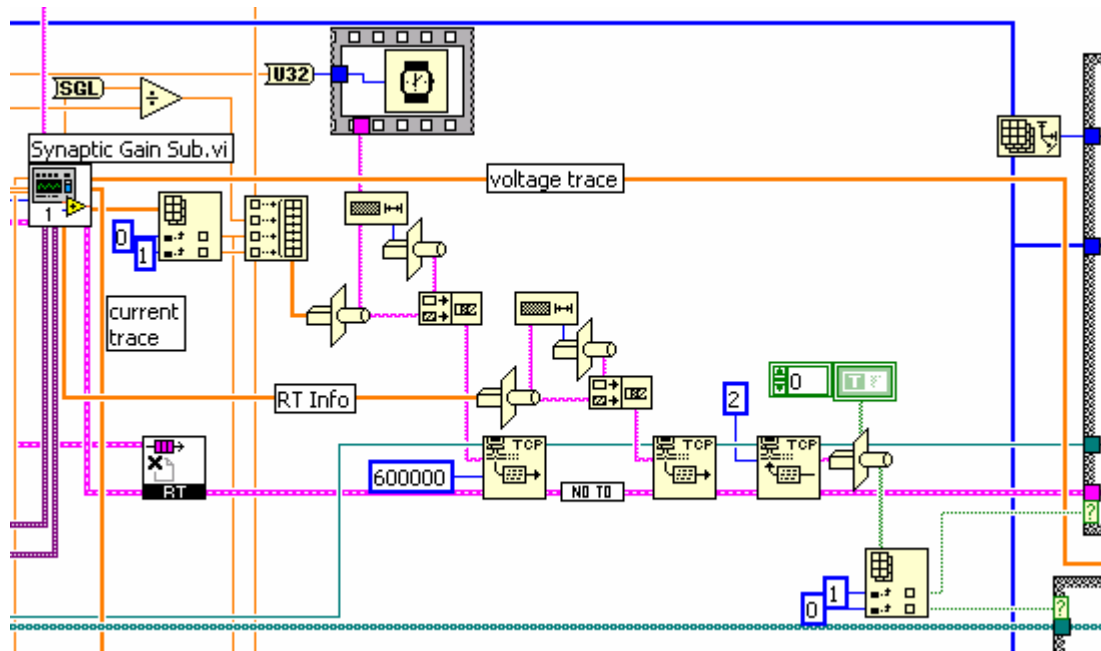 U32
SGL
Synaptic Gain Sub.vi
voltage trace
1
0
1
current
trace
RT Info
0
T
2
TCP
TCP
TCP
600000
NO TO
RT
?
1
0
?